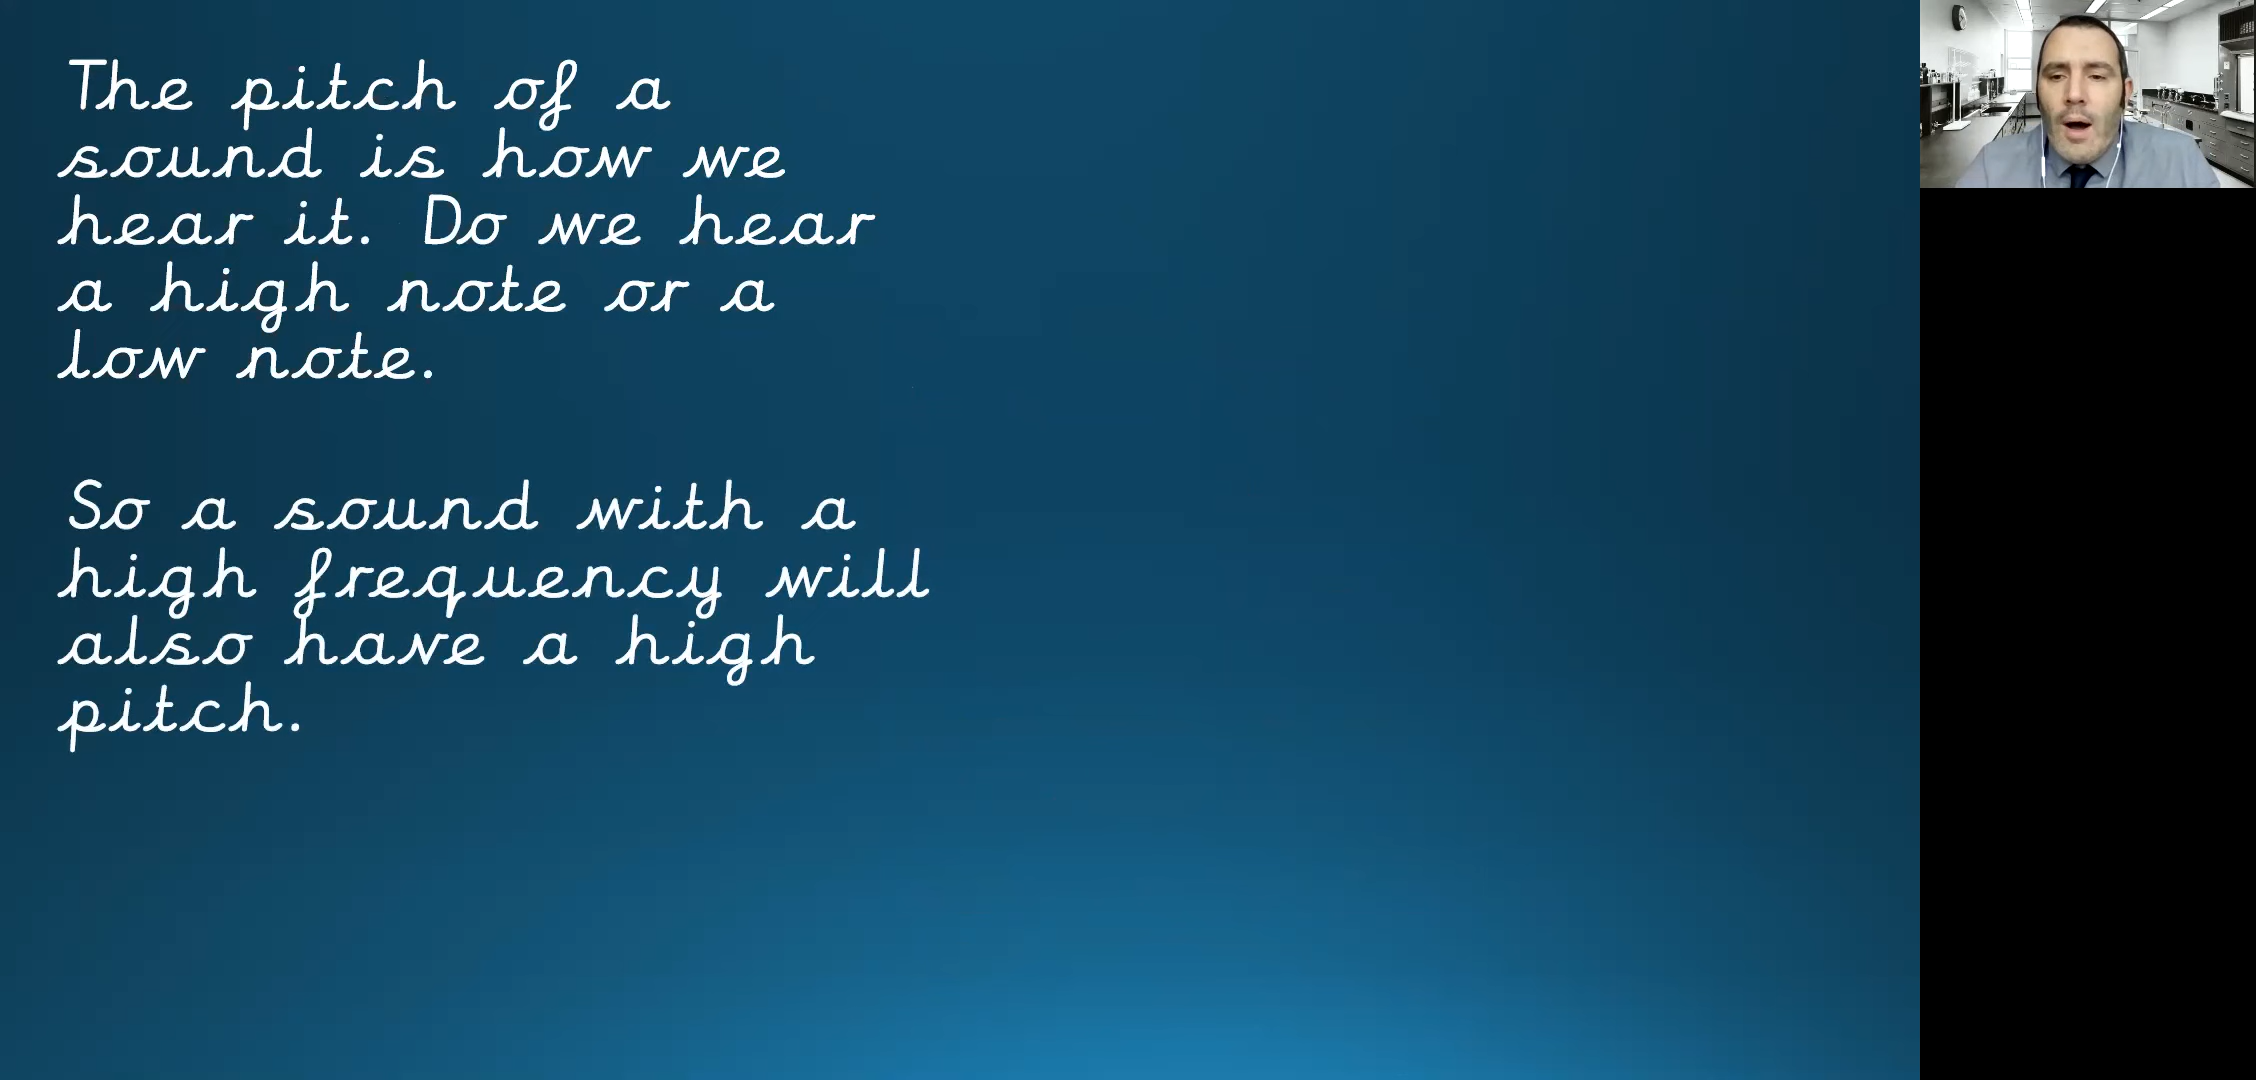 The pitch of a
sound is how we
hear it. Do we hear
a high note or a
low note.
So a sound with a
high frequency will
also have a high
pitch.